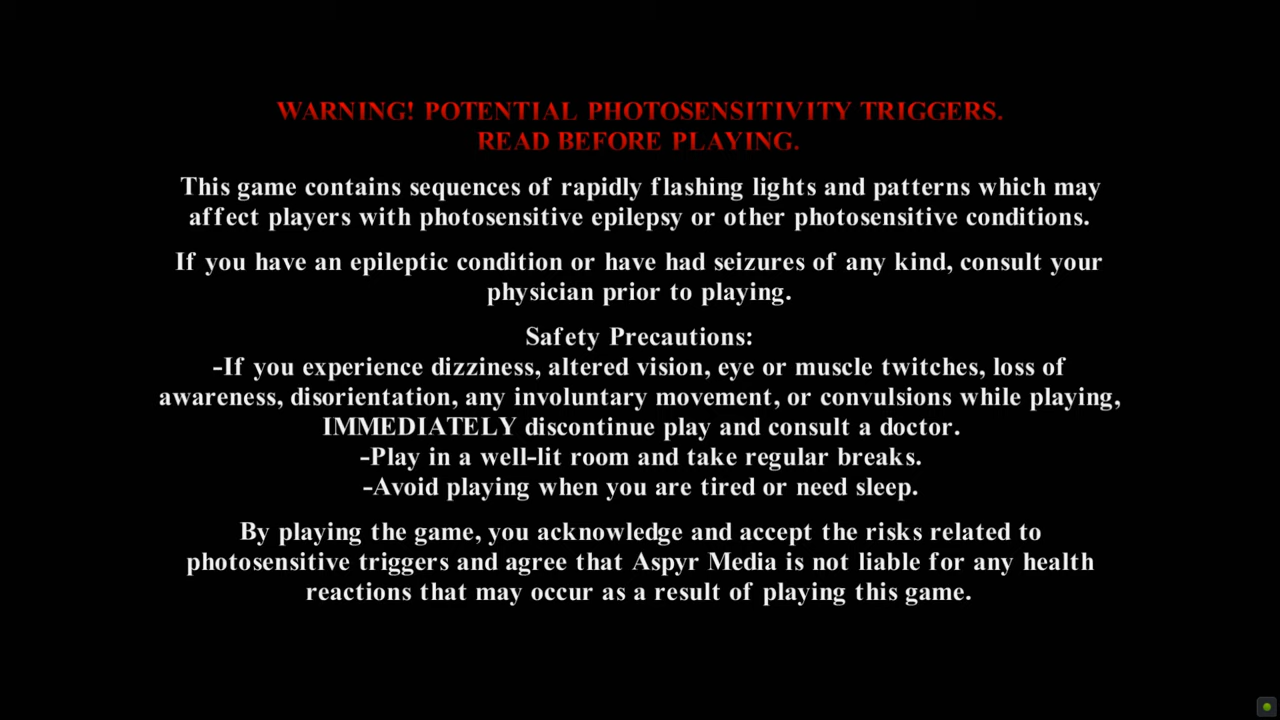 WARNING! POTENTIAL PHOTOSENSITIVITY TRIGGERS.
READ BEFORE PLAYING.
This game contains sequences of rapidly flashing lights and patterns which may
affect players with photosensitive epilepsy or other photosensitive conditions.
If you have an epileptic condition or have had seizures of any kind, consult your
physician prior to playing.
Safety Precautions:
-If you experience dizziness, altered vision, eye or muscle twitches, loss of
awareness, disorientation, any involuntary movement, or convulsions while playing,
IMMEDIATELY discontinue play and consult a doctor.
-Play in a well-lit room and take regular breaks.
-Avoid playing when you are tired or need sleep.
By playing the game, you acknowledge and accept the risks related to
photosensitive triggers and agree that Aspyr Media is not liable for any health
reactions that may occur as a result of playing this game.